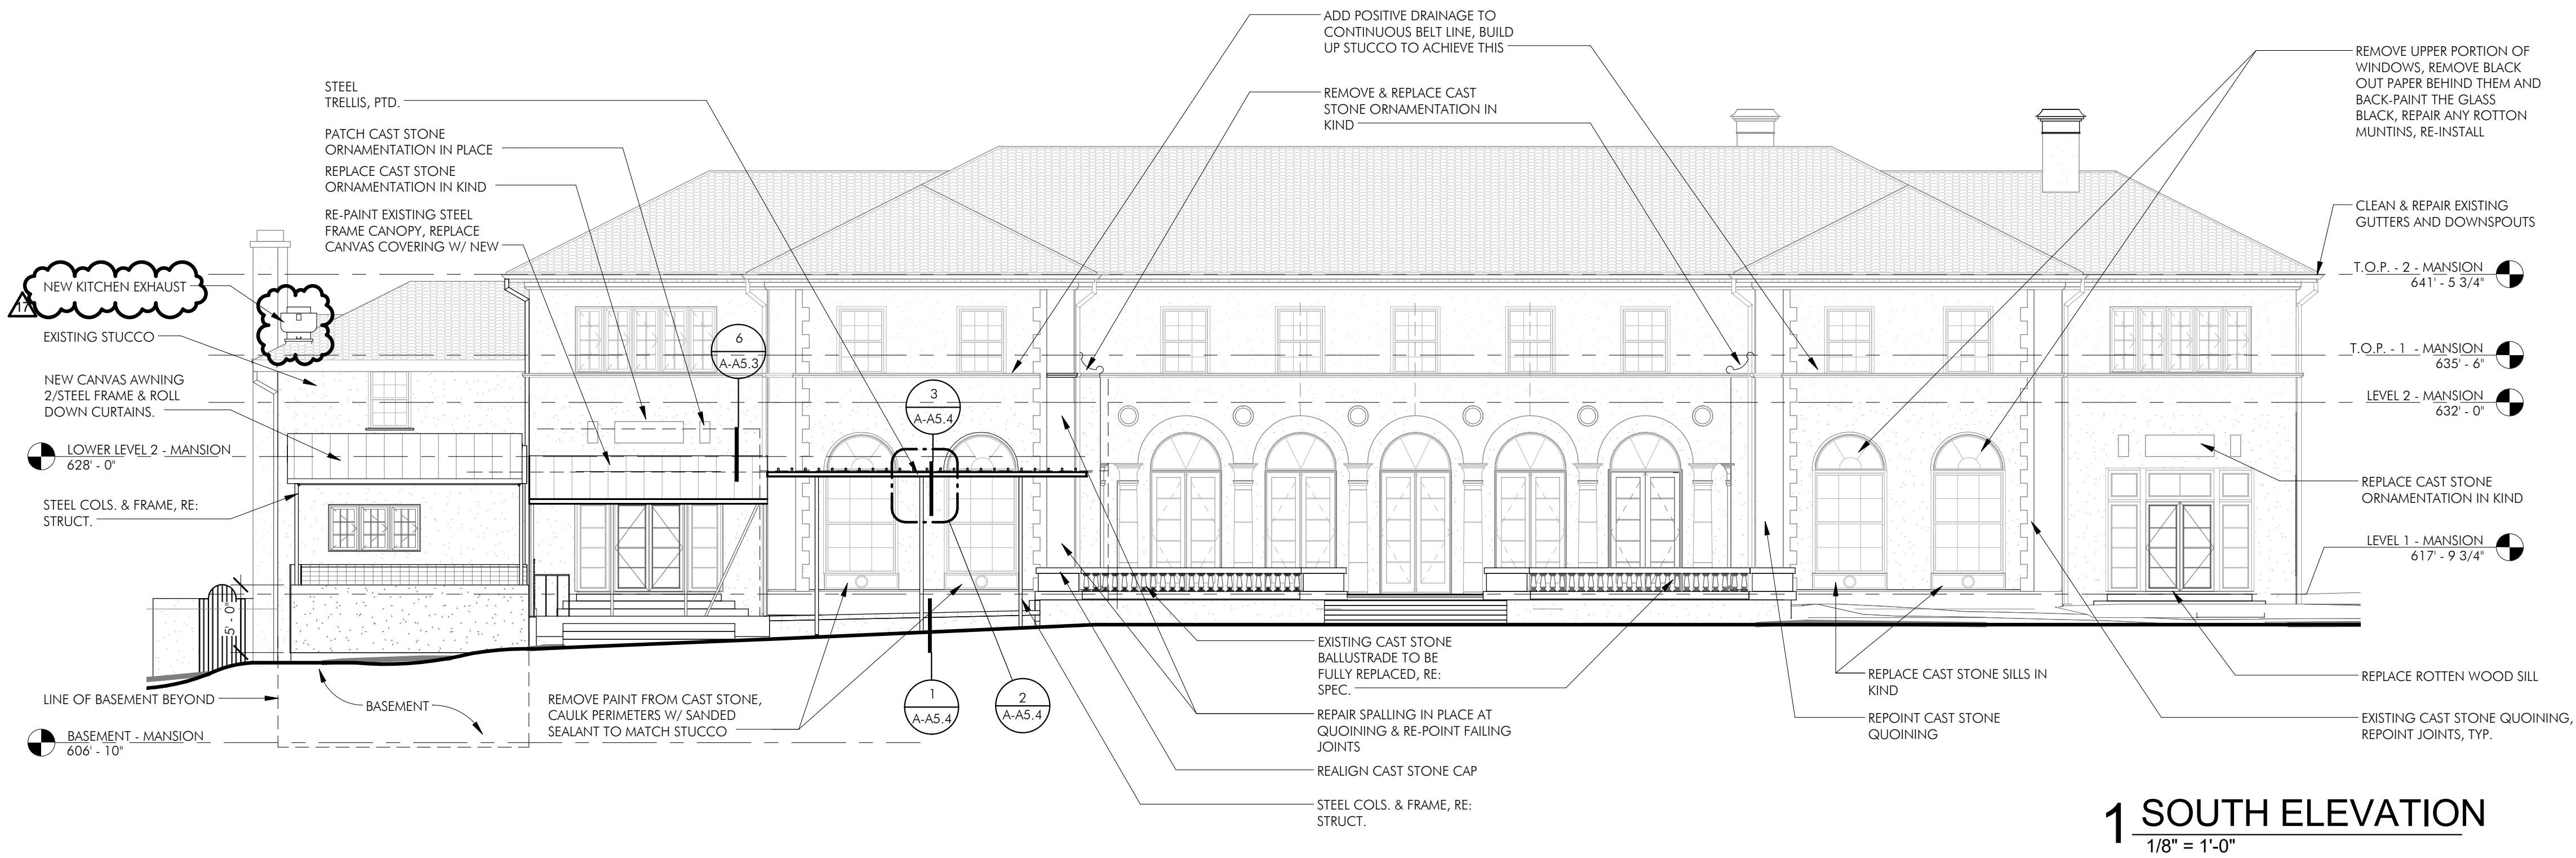 ADD POSITIVE DRAINAGE TO
CONTINUOUS BELT LINE, BUILD
UP STUCCO TO ACHIEVE THIS
REMOVE & REPLACE CAST
STONE ORNAMENTATION IN
KIND
REMOVE UPPER PORTION OF
WINDOWS, REMOVE BLACK
OUT PAPER BEHIND THEM AND
BACK-PAINT THE GLASS
BLACK, REPAIR ANY ROTTON
MUNTINS, RE-INSTALL
STEEL
TRELLIS, PTD.
PATCH CAST STONE
ORNAMENTATION IN PLACE
REPLACE CAST STONE
ORNAMENTATION IN KIND
RE-PAINT EXISTING STEEL
FRAME CANOPY, REPLACE
CANVAS COVERING W/ NEW
CLEAN & REPAIR EXISTING
GUTTERS AND DOWNSPOUTS
NEW KITCHEN EXHAUST
17
EXISTING STUCCO
NEW CANVAS AWNING
2/STEEL FRAME & ROLL
DOWN CURTAINS.
LOWER LEVEL 2 - MANSION
628' - 0"
STEEL COLS. & FRAME, RE:
STRUCT.
T.O.P. - 2 - MANSION
641' - 5 3/4"
T.O.P. - 1 - MANSION
635' - 6"
LEVEL 2 - MANSION
632' - 0"
6
A-A5.3
3
A-A5.4
REPLACE CAST STONE
ORNAMENTATION IN KIND
LEVEL 1 - MANSION
617' - 9 3/4"
5' - 0"
LINE OF BASEMENT BEYOND
BASEMENT
BASEMENT - MANSION
606' - 10"
REMOVE PAINT FROM CAST STONE,
CAULK PERIMETERS W/ SANDED
SEALANT TO MATCH STUCCO
1
A-A5.4
2
A-A5.4
EXISTING CAST STONE
BALLUSTRADE TO BE
FULLY REPLACED, RE:
SPEC.
REPAIR SPALLING IN PLACE AT
QUOINING & RE-POINT FAILING
JOINTS
REALIGN CAST STONE CAP
STEEL COLS. & FRAME, RE:
STRUCT.
REPLACE CAST STONE SILLS IN
KIND
REPOINT CAST STONE
QUOINING
REPLACE ROTTEN WOOD SILL
EXISTING CAST STONE QUOINING,
REPOINT JOINTS, TYP.
1 SOUTH ELEVATION
1/8" = 1'-0"